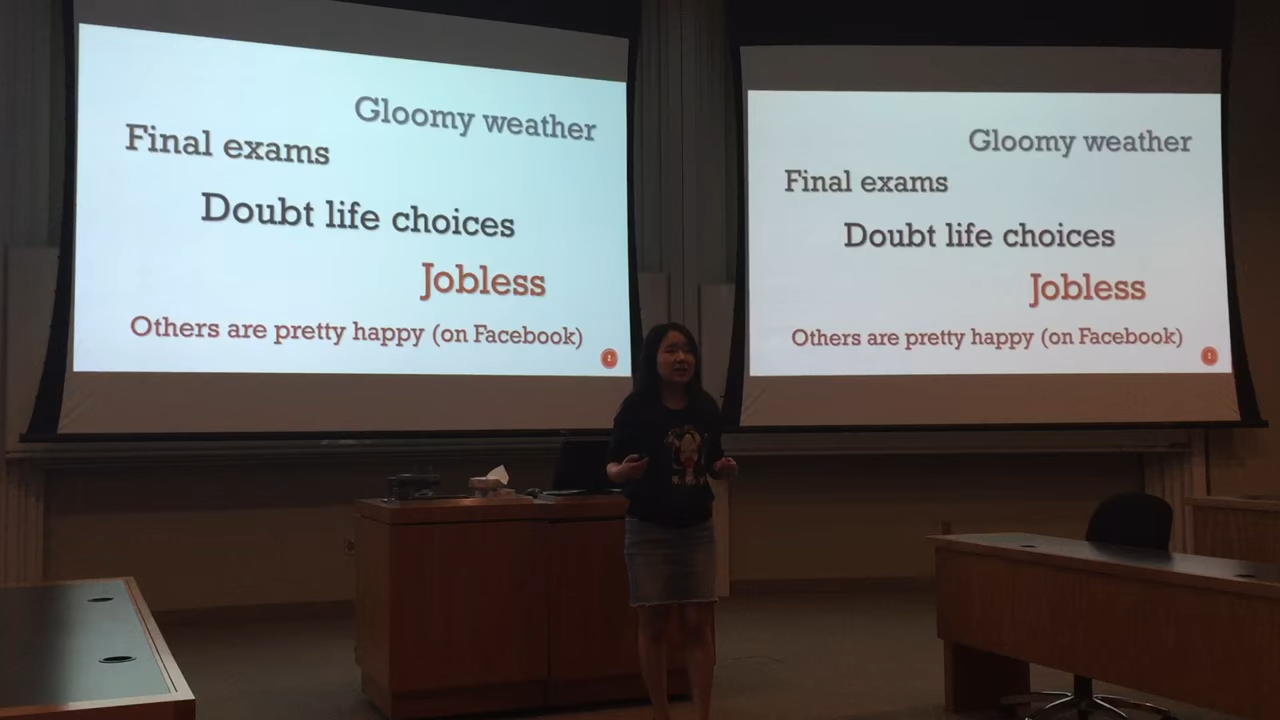 Gloomy weather
Final exams
Doubt life choices
Jobless
Others are pretty happy (on Facebook)
Gloomy weather
Final exams
Doubt life choices
Jobless
Others are pretty happy (on Facebook)